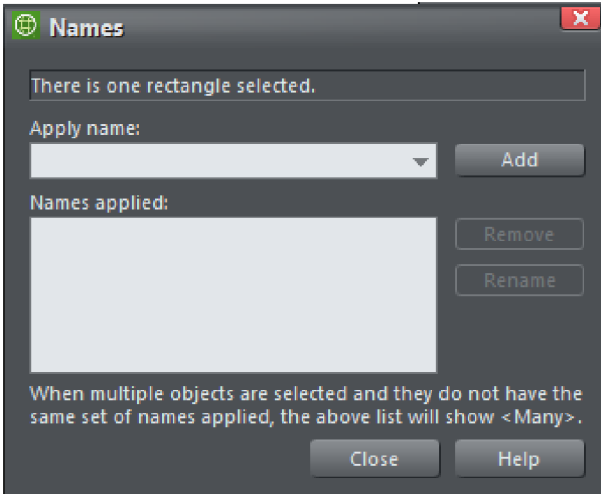 Names
There is one rectangle selected.
Apply name:
Add
Names applied:
Remove
Rename
When multiple objects are selected and they do not have the
same set of names applied, the above list will show <Many>.
Close
Help